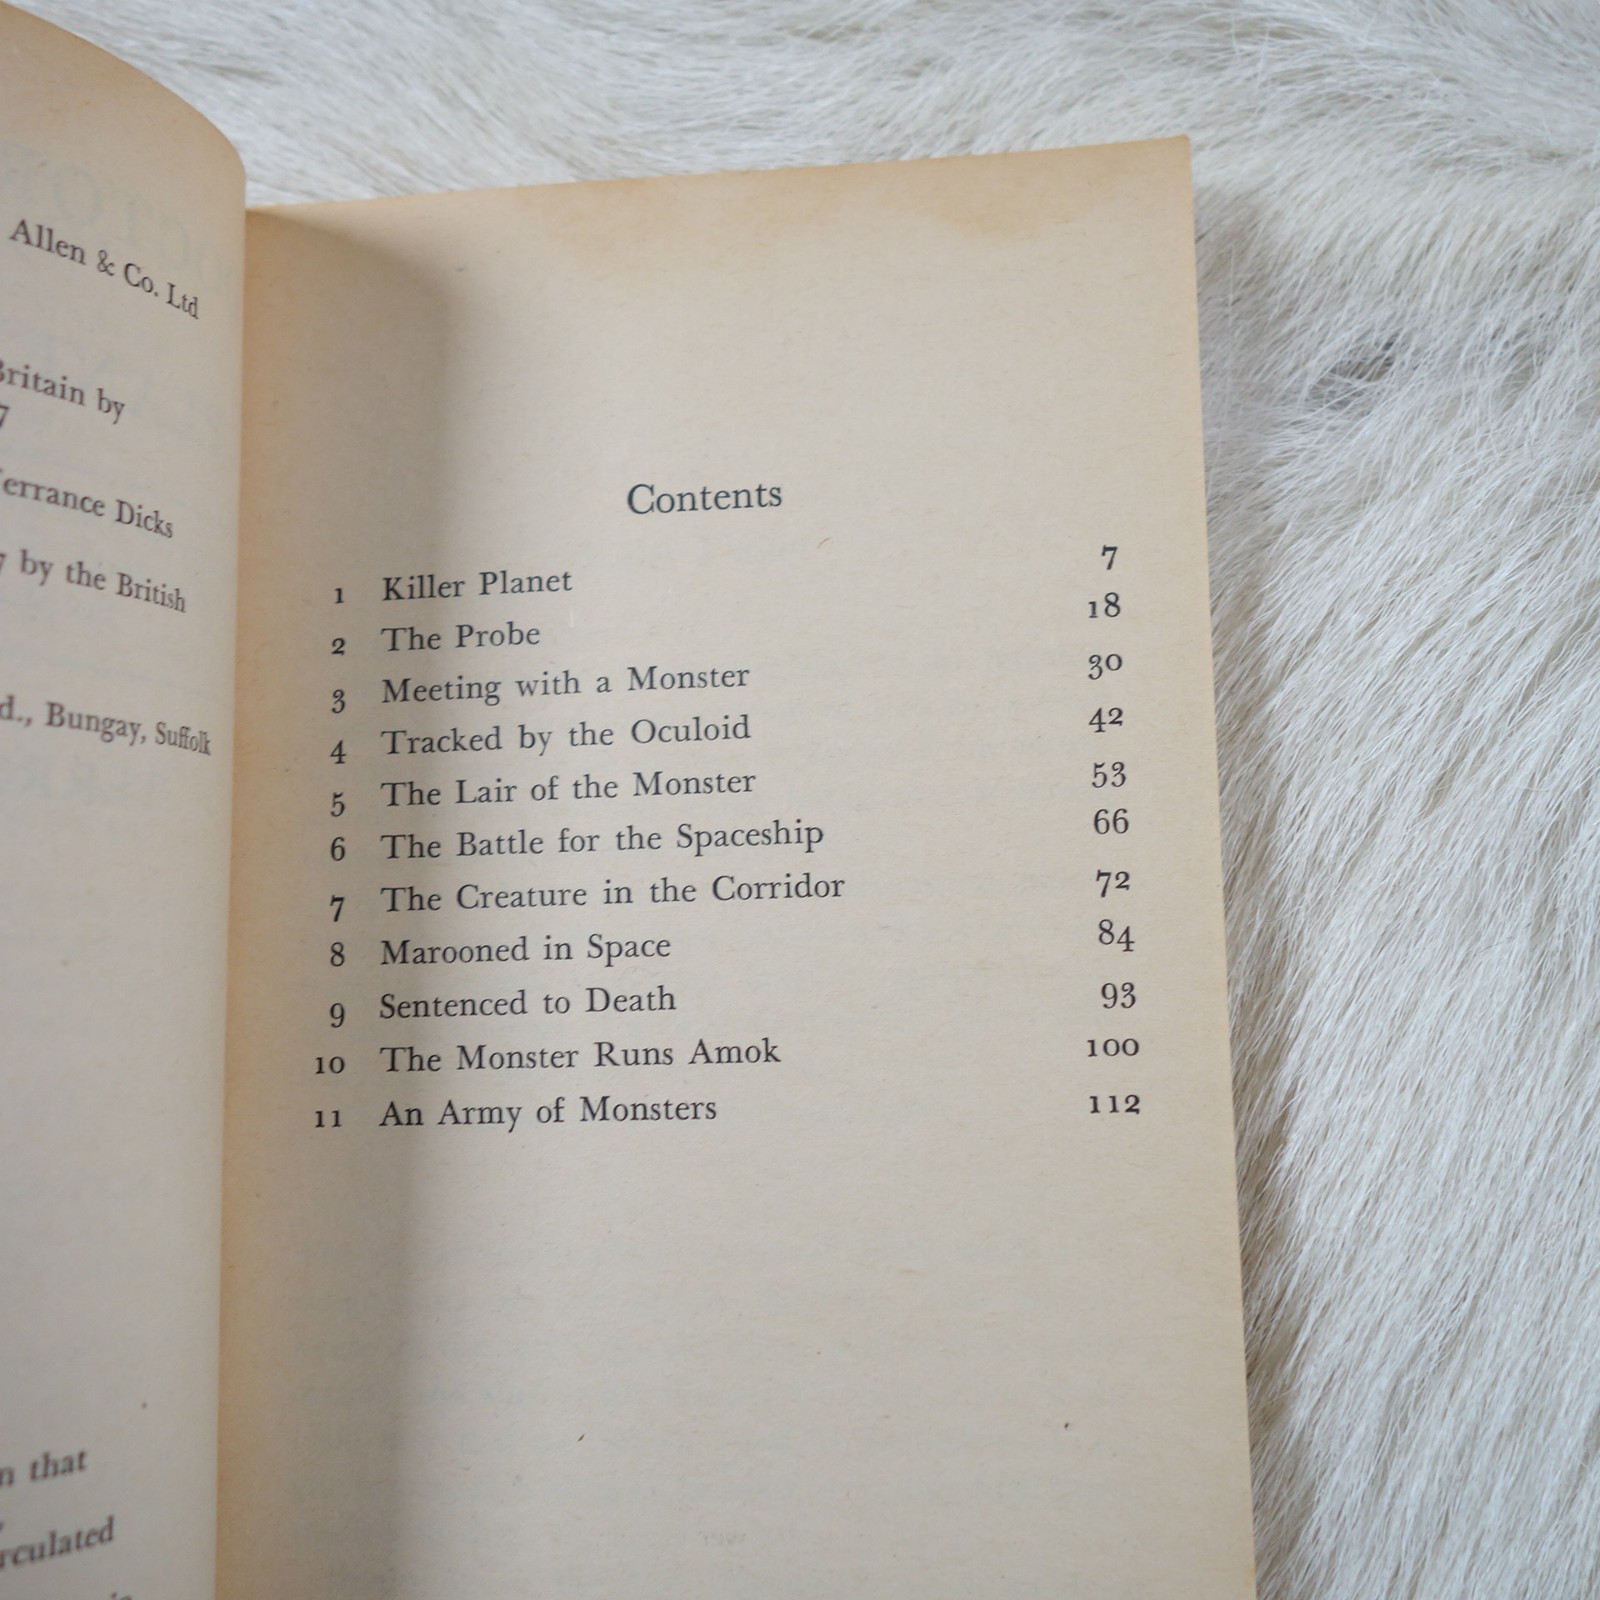 Allen & Co. Ltd
Britain by
7
Terrance Dicks
7 by the British
d., Bungay, Suffolk
n that
rculated
Contents
1 Killer Planet 7
2 The Probe 18
3 Meeting with a Monster 30
4 Tracked by the Oculoid 42
5 The Lair of the Monster 53
6 The Battle for the Spaceship 66
7 The Creature in the Corridor 72
8 Marooned in Space 84
9 Sentenced to Death 93
10 The Monster Runs Amok 100
11 An Army of Monsters 112